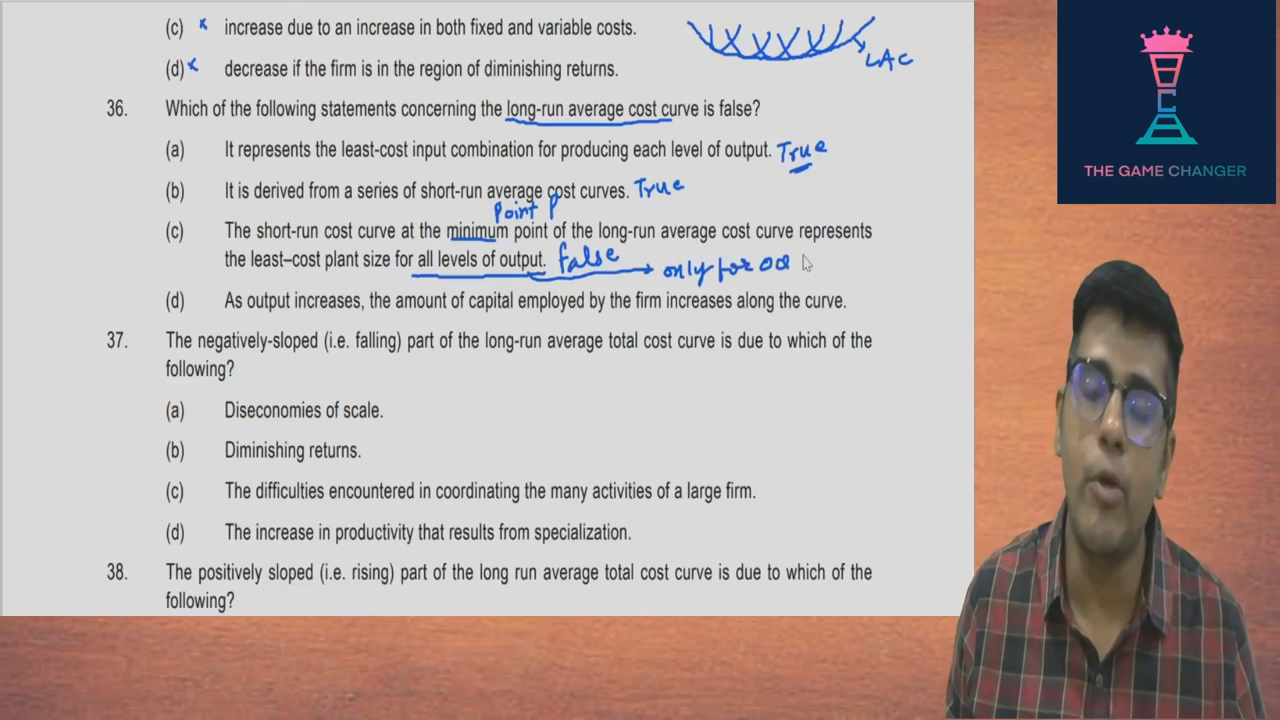 (c) x increase due to an increase in both fixed and variable costs.
LAC
(d) x decrease if the firm is in the region of diminishing returns.
36. Which of the following statements concerning the long-run average cost curve is false?
(a) It represents the least-cost input combination for producing each level of output. True
(b) It is derived from a series of short-run average cost curves. True
Point P
(c) The short-run cost curve at the minimum point of the long-run average cost curve represents
the least–cost plant size for all levels of output. false only for OQ
(d) As output increases, the amount of capital employed by the firm increases along the curve.
37. The negatively-sloped (i.e. falling) part of the long-run average total cost curve is due to which of the
following?
(a) Diseconomies of scale.
(b) Diminishing returns.
(c) The difficulties encountered in coordinating the many activities of a large firm.
(d) The increase in productivity that results from specialization.
38. The positively sloped (i.e. rising) part of the long run average total cost curve is due to which of the
following?
THE GAME CHANGER